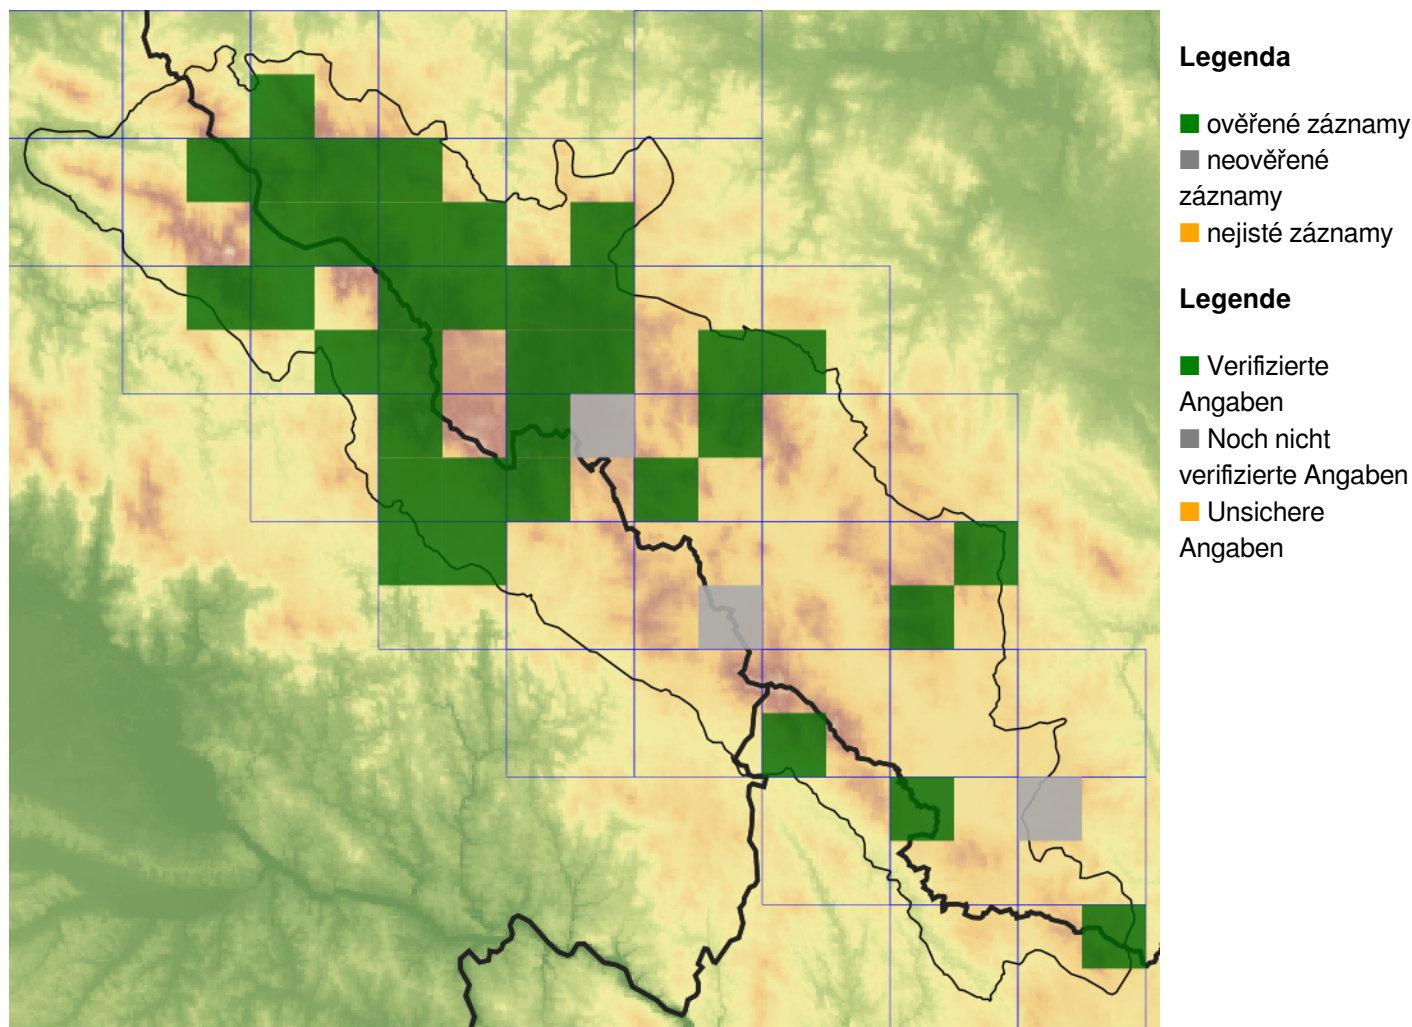 Legenda
ověřené záznamy
neověřené
záznamy
nejisté záznamy
Legende
Verifizierte
Angaben
Noch nicht
verifizierte Angaben
Unsichere
Angaben